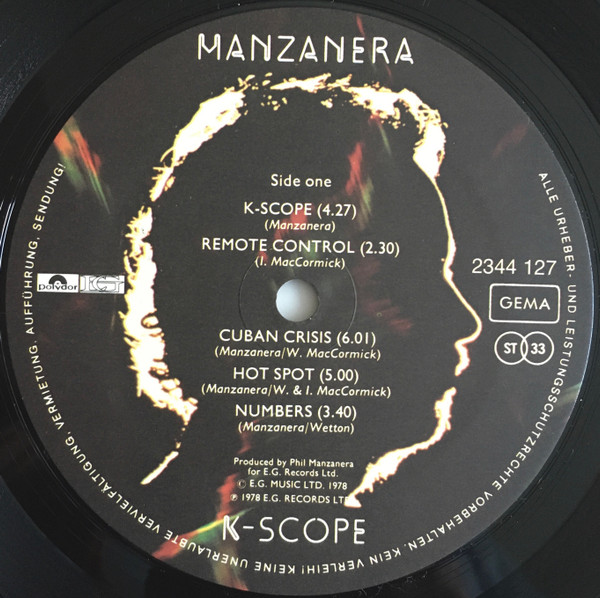 MANZANERA
Side one
K-SCOPE (4.27)
(Manzanera)
REMOTE CONTROL (2.30)
(I. MacCormick)
polydor
EG
2344 127
GEMA
ST 33
CUBAN CRISIS (6.01)
(Manzanera/W. MacCormick)
HOT SPOT (5.00)
(Manzanera/W. & I. MacCormick)
NUMBERS (3.40)
(Manzanera/Wetton)
Produced by Phil Manzanera
for E.G. Records Ltd.
© E.G. MUSIC LTD. 1978
℗ 1978 E.G. RECORDS LTD
K-SCOPE
ALLE URHEBER- UND LEISTUNGSSCHUTZRECHTE VORBEHALTEN. KEIN VERLEIH! KEINE UNERLAUBTE VERVIELFÄLTIGUNG, VERMIETUNG, AUFFÜHRUNG, SENDUNG!